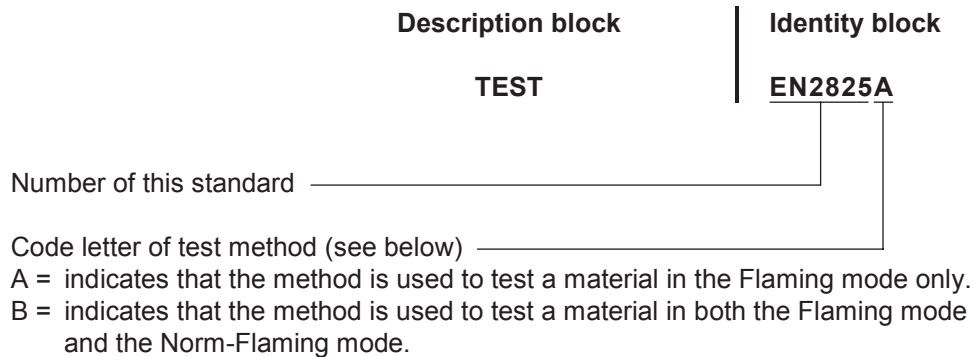 Description block Identity block
TEST EN2825A
Number of this standard
Code letter of test method (see below)
A = indicates that the method is used to test a material in the Flaming mode only.
B = indicates that the method is used to test a material in both the Flaming mode
and the Norm-Flaming mode.